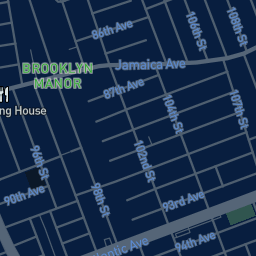 86th Ave
106th St
108th St
Jamaica Ave
BROOKLYN
MANOR
87th Ave
ng House
104th St
107th St
96th St
102nd St
98th St
90th Ave
93rd Ave
ntic Ave
94th Ave